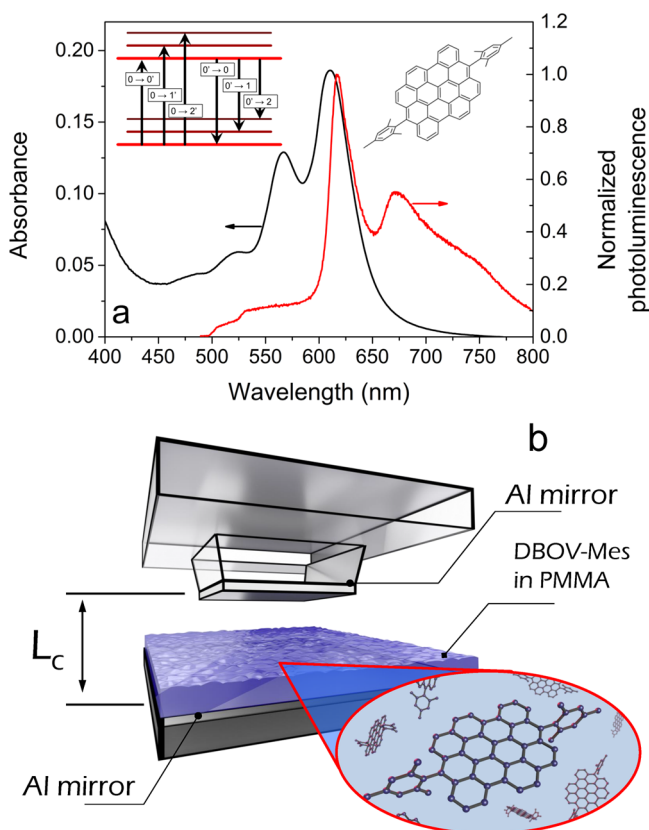 0.20
0.15
0.10
0.05
0.00
Absorbance
1.2
1.0
0.8
0.6
0.4
0.2
0.0
Normalized
photoluminescence
0 → 0'
0 → 1'
0 → 2'
0' → 0
0' → 1
0' → 2
a
400 450 500 550 600 650 700 750 800
Wavelength (nm)
b
Al mirror
DBOV-Mes
in PMMA
Lc
Al mirror